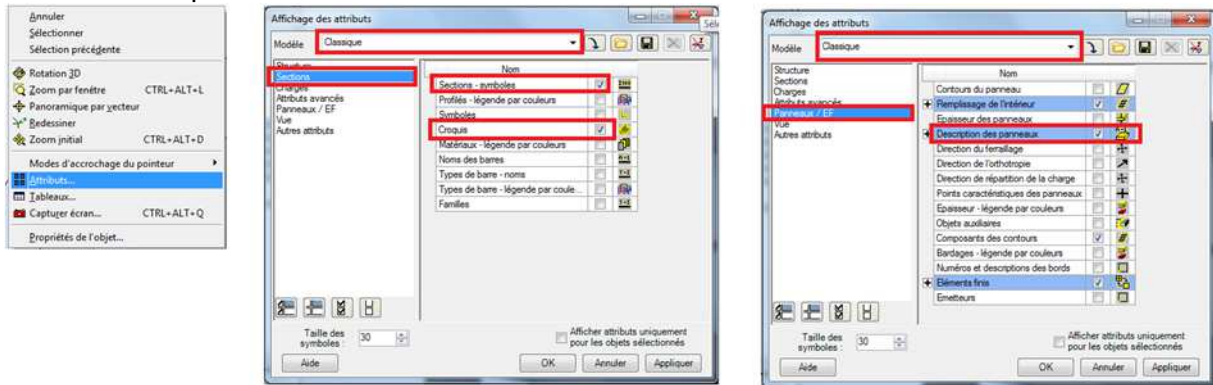 Annuler
Sélectionner
Sélection précédente
Rotation 3D
Zoom par fenêtre CTRL+ALT+L
Panoramique par vecteur
Redessiner
Zoom initial CTRL+ALT+D
Modes d'accrochage du pointeur
Attributs...
Tableaux...
Capturer écran... CTRL+ALT+Q
Propriétés de l'objet...
Affichage des attributs
Modèle Classique
Structure
Sections
Charges
Attributs avancés
Panneaux / EF
Vue
Autres attributs
Nom
Sections - symboles
Profilés - légende par couleurs
Symboles
Croquis
Matériaux - légende par couleurs
Noms des barres
Types de barre - noms
Types de barre - légende par coule...
Familles
Taille des symboles : 30
Afficher attributs uniquement
pour les objets sélectionnés
Aide OK Annuler Appliquer
Affichage des attributs
Modèle Classique
Structure
Sections
Charges
Attributs avancés
Panneaux / EF
Vue
Autres attributs
Nom
Contours du panneau
Remplissage de l'intérieur
Epaisseur des panneaux
Description des panneaux
Direction du ferraillage
Direction de l'orthotropie
Direction de répartition de la charge
Points caractéristiques des panneaux
Epaisseur - légende par couleurs
Objets auxiliaires
Composants des contours
Bardages - légende par couleurs
Numéros et descriptions des bords
Eléments finis
Emetteurs
Taille des symboles : 30
Afficher attributs uniquement
pour les objets sélectionnés
Aide OK Annuler Appliquer